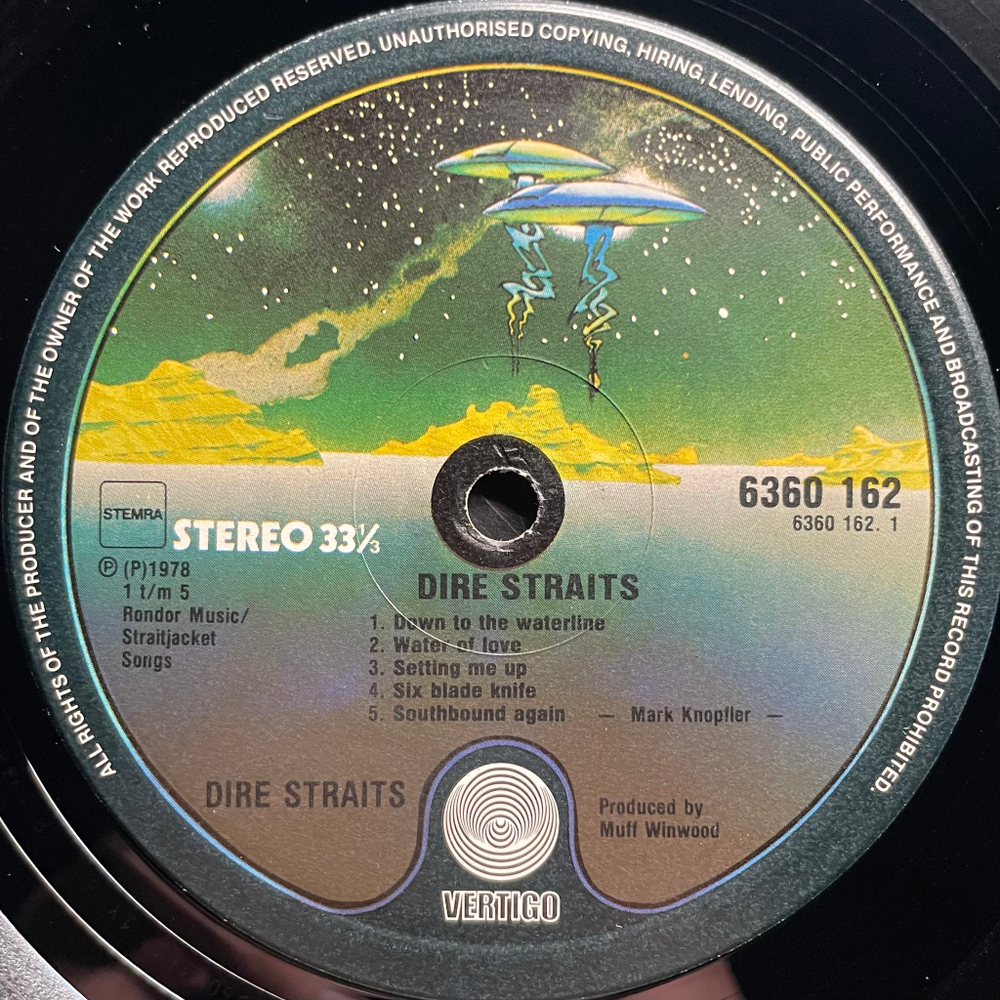 ALL RIGHTS OF THE PRODUCER AND OF THE OWNER OF THE WORK REPRODUCED RESERVED. UNAUTHORISED COPYING, HIRING, LENDING, PUBLIC PERFORMANCE AND BROADCASTING OF THIS RECORD PROHIBITED.
6360 162
6360 162. 1
STEMRA
STEREO 33⅓
Ⓟ (P)1978
1 t/m 5
Rondor Music/
Straitjacket
Songs
DIRE STRAITS
1. Down to the waterline
2. Water of love
3. Setting me up
4. Six blade knife
5. Southbound again — Mark Knopfler —
DIRE STRAITS
Produced by
Muff Winwood
VERTIGO